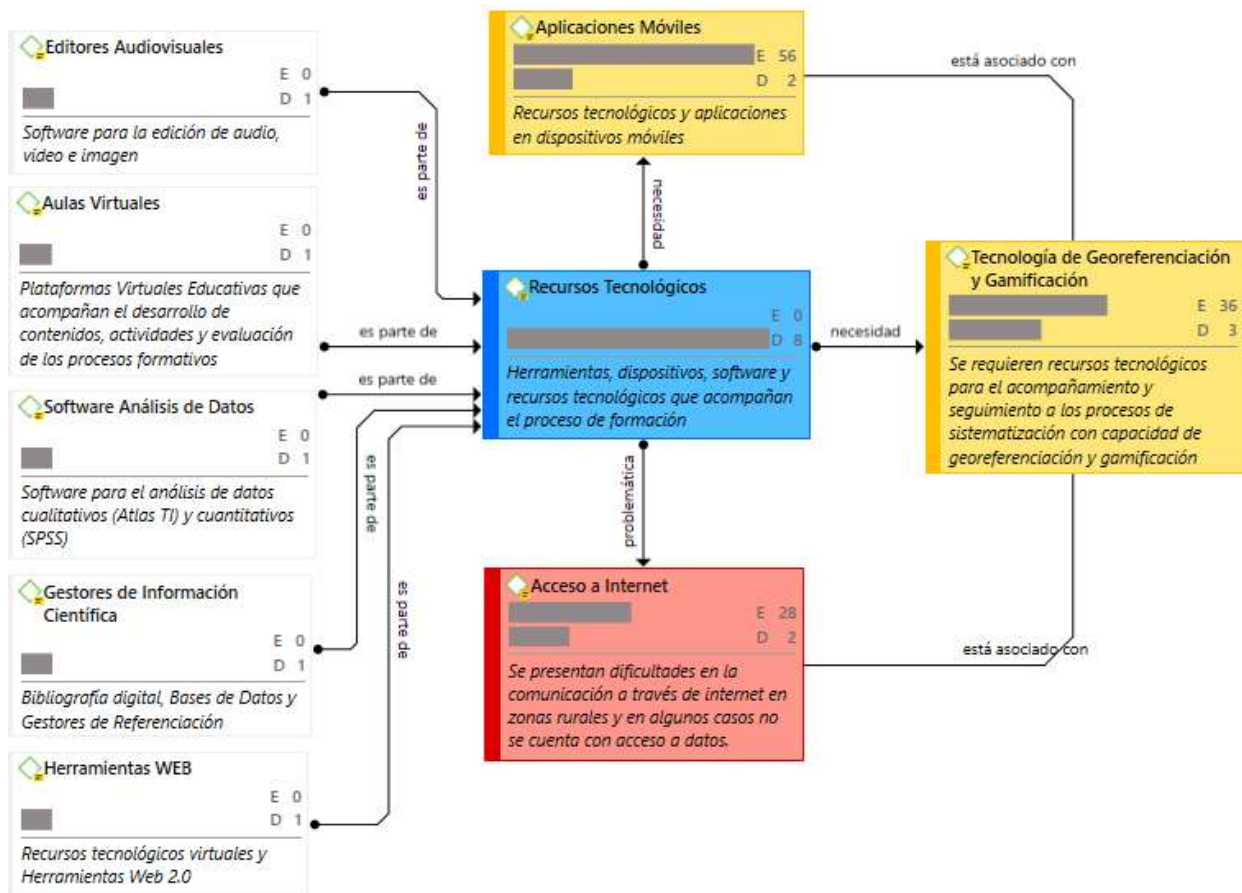 Editores Audiovisuales
E 0
D 1
Software para la edición de audio,
video e imagen
Aulas Virtuales
E 0
D 1
Plataformas Virtuales Educativas que
acompañan el desarrollo de
contenidos, actividades y evaluación
de los procesos formativos
Software Análisis de Datos
E 0
D 1
Software para el análisis de datos
cualitativos (Atlas TI) y cuantitativos
(SPSS)
Gestores de Información
Científica
E 0
D 1
Bibliografía digital, Bases de Datos y
Gestores de Referenciación
Herramientas WEB
E 0
D 1
Recursos tecnológicos virtuales y
Herramientas Web 2.0
es parte de
es parte de
es parte de
es parte de
es parte de
Aplicaciones Móviles
E 56
D 2
Recursos tecnológicos y aplicaciones
en dispositivos móviles
necesidad
Recursos Tecnológicos
E 0
D 8
Herramientas, dispositivos, software y
recursos tecnológicos que acompañan
el proceso de formación
problemática
Acceso a Internet
E 28
D 2
Se presentan dificultades en la
comunicación a través de internet en
zonas rurales y en algunos casos no
se cuenta con acceso a datos.
está asociado con
necesidad
Tecnología de Georeferenciación
y Gamificación
E 36
D 3
Se requieren recursos tecnológicos
para el acompañamiento y
seguimiento a los procesos de
sistematización con capacidad de
georeferenciación y gamificación
está asociado con